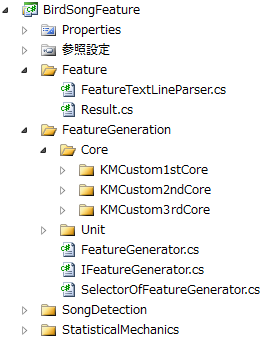 BirdSongFeature
Properties
参照設定
Feature
FeatureTextLineParser.cs
Result.cs
FeatureGeneration
Core
KMCustom1stCore
KMCustom2ndCore
KMCustom3rdCore
Unit
FeatureGenerator.cs
IFeatureGenerator.cs
SelectorOfFeatureGenerator.cs
SongDetection
StatisticalMechanics